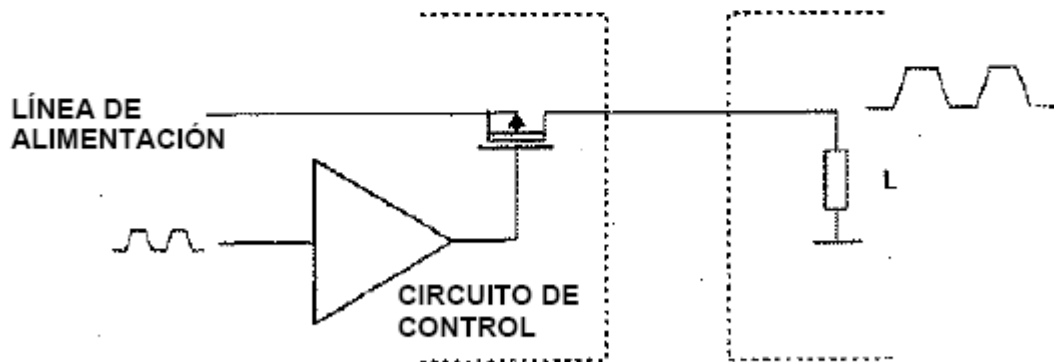 LÍNEA DE
ALIMENTACIÓN
L
CIRCUITO DE
CONTROL